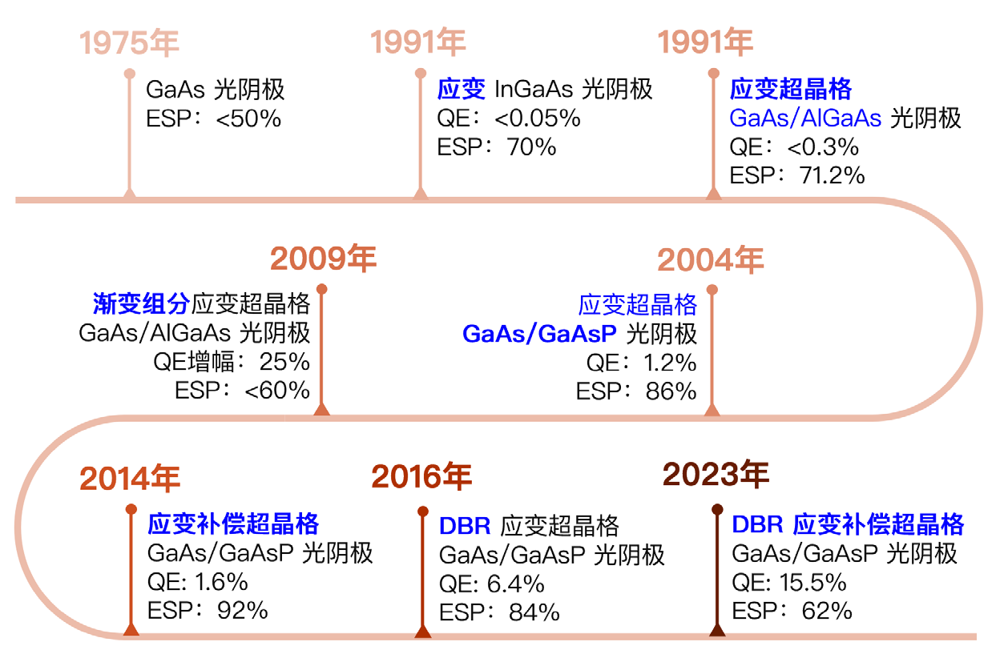 1975年
GaAs 光阴极
ESP：<50%
1991年
应变 InGaAs 光阴极
QE：<0.05%
ESP：70%
1991年
应变超晶格
GaAs/AlGaAs 光阴极
QE：<0.3%
ESP：71.2%
2004年
应变超晶格
GaAs/GaAsP 光阴极
QE：1.2%
ESP：86%
2009年
渐变组分应变超晶格
GaAs/AlGaAs 光阴极
QE增幅：25%
ESP：<60%
2014年
应变补偿超晶格
GaAs/GaAsP 光阴极
QE: 1.6%
ESP：92%
2016年
DBR 应变超晶格
GaAs/GaAsP 光阴极
QE: 6.4%
ESP：84%
2023年
DBR 应变补偿超晶格
GaAs/GaAsP 光阴极
QE: 15.5%
ESP：62%